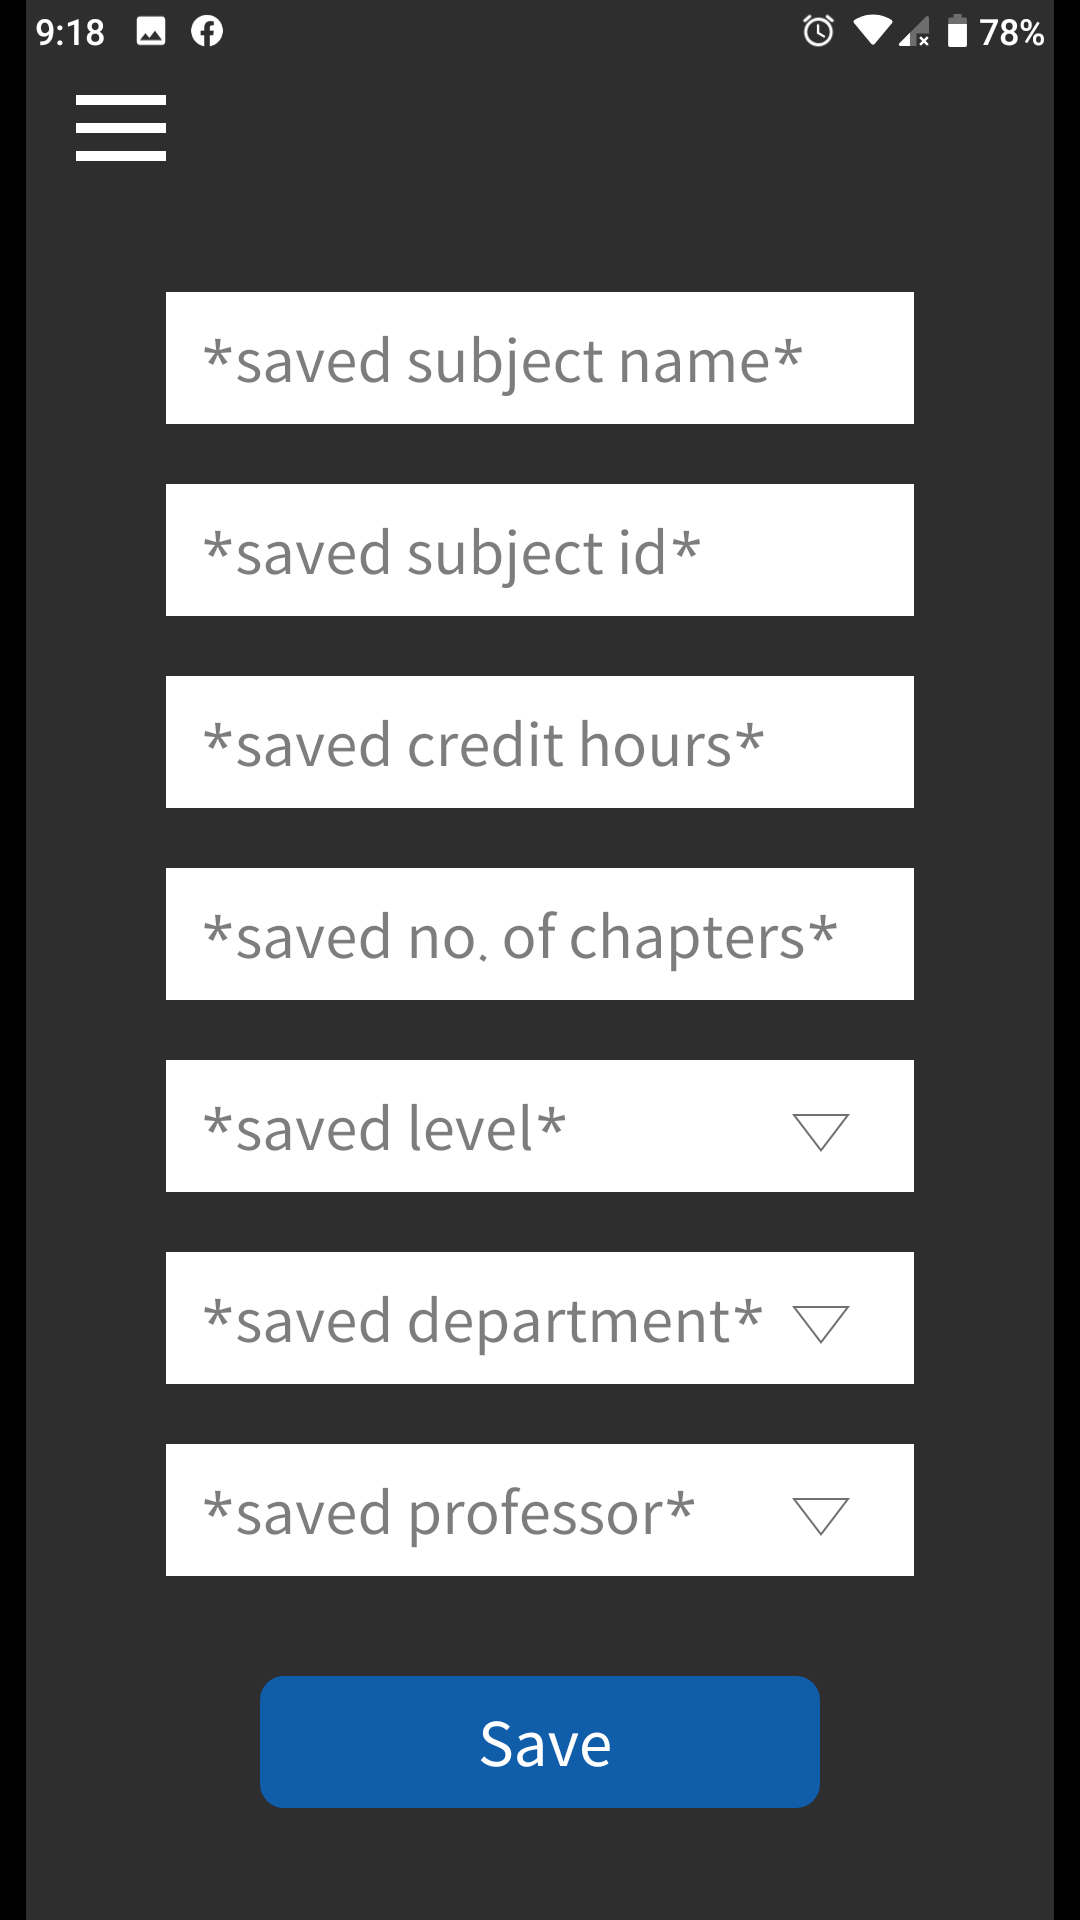 9:18
78%
*saved subject name*
*saved subject id*
*saved credit hours*
*saved no. of chapters*
*saved level*
*saved department*
*saved professor*
Save